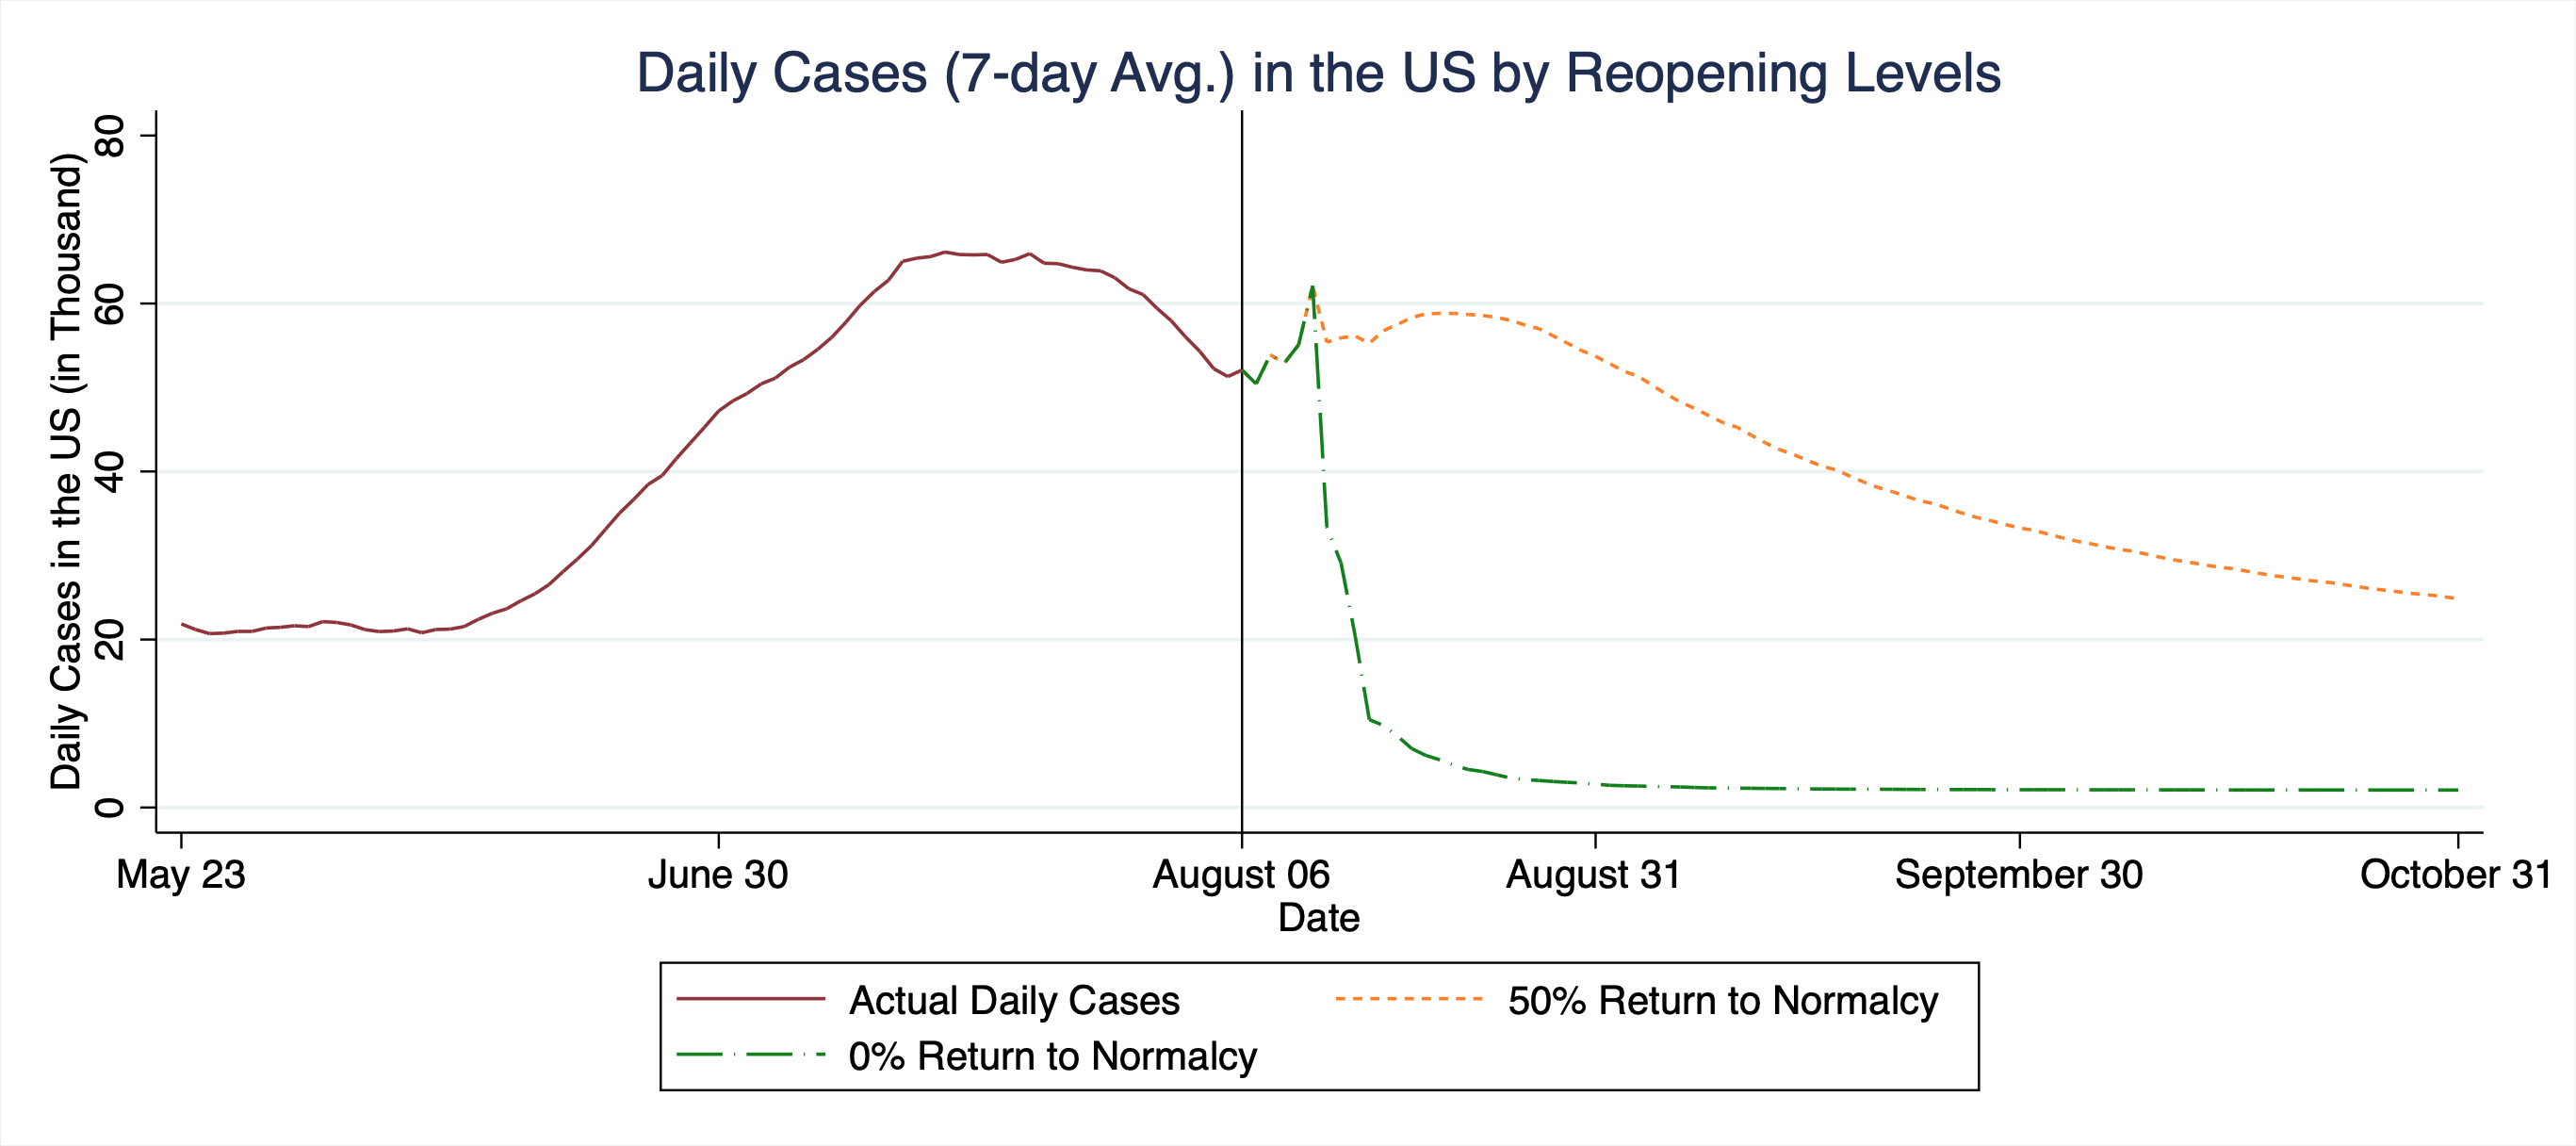 Daily Cases (7-day Avg.) in the US by Reopening Levels
Daily Cases in the US (in Thousand)
80
60
40
20
0
May 23 June 30 August 06 August 31 September 30 October 31
Date
Actual Daily Cases 50% Return to Normalcy
0% Return to Normalcy